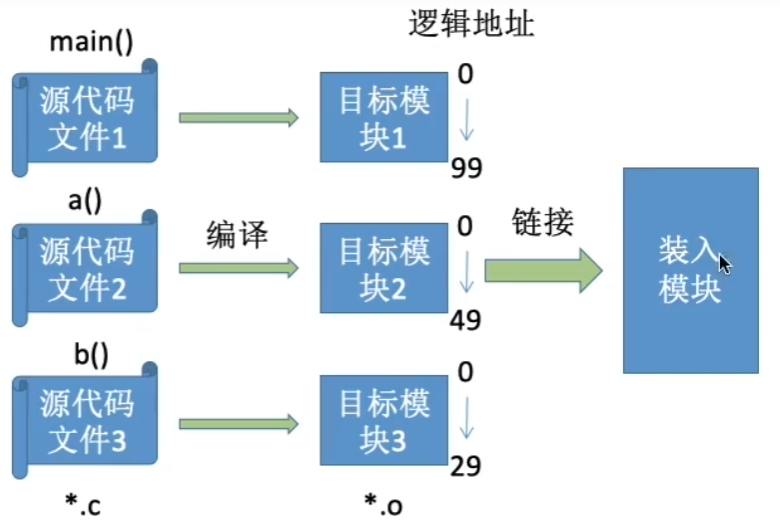 逻辑地址
main()
源代码
文件1
目标模
块1
0
99
a()
源代码
文件2
编译
目标模
块2
0
49
链接
装入
模块
b()
源代码
文件3
目标模
块3
0
29
*.c
*.o